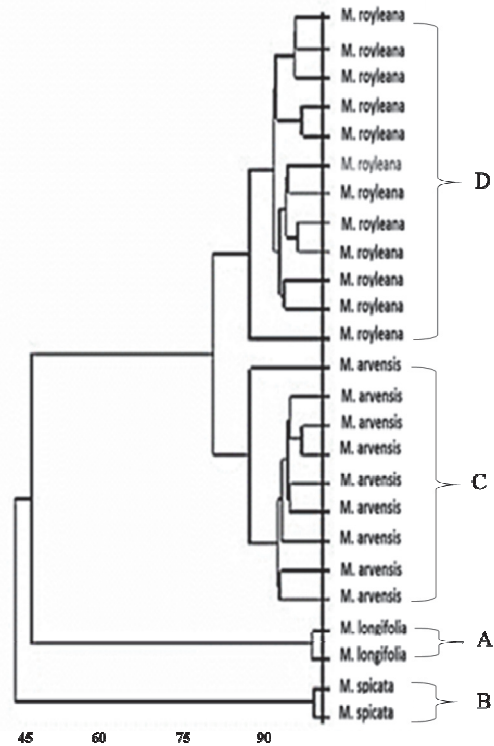 M. royleana
M. rovleana
M. royleana
M. royleana
M. royleana
M. royleana
M. royleana
D
M. royleana
M. royleana
M. royleana
M. royleana
M. royleana
M. arvensis
M. arvensis
M. arvensis
M. arvensis
M. arvensis
C
M. arvensis
M. arvensis
M. arvensis
M. arvensis
M. longifolia
A
M. longifolia
M. spicata
B
M. spicata
45 60 75 90